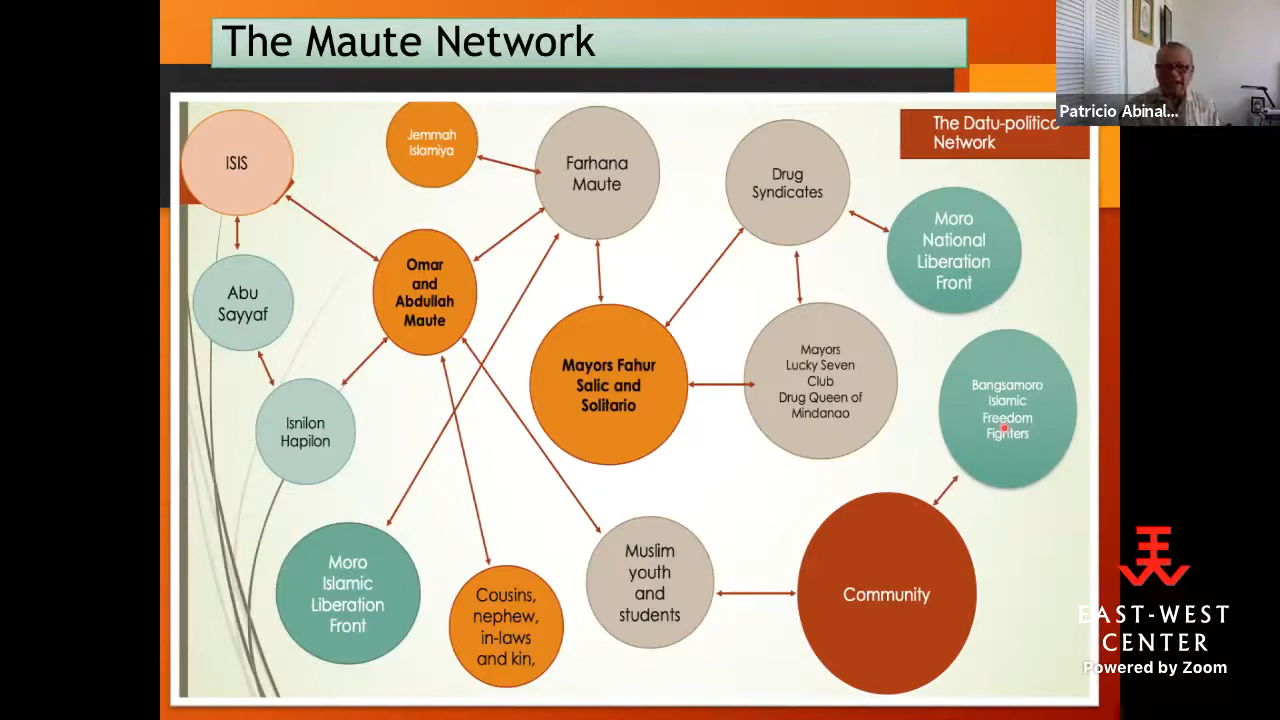 The Maute Network
Patricio Abinal...
The Datu-politico
Network
ISIS
Jemmah
Islamiya
Farhana
Maute
Drug
Syndicates
Moro
National
Liberation
Front
Abu
Sayyaf
Omar
and
Abdullah
Maute
Mayors Fahur
Salic and
Solitario
Mayors
Lucky Seven
Club
Drug Queen of
Mindanao
Bangsamoro
Islamic
Freedom
Fighters
Isnilon
Hapilon
Moro
Islamic
Liberation
Front
Cousins,
nephew,
in-laws
and kin,
Muslim
youth
and
students
Community
EAST-WEST
CENTER
Powered by Zoom